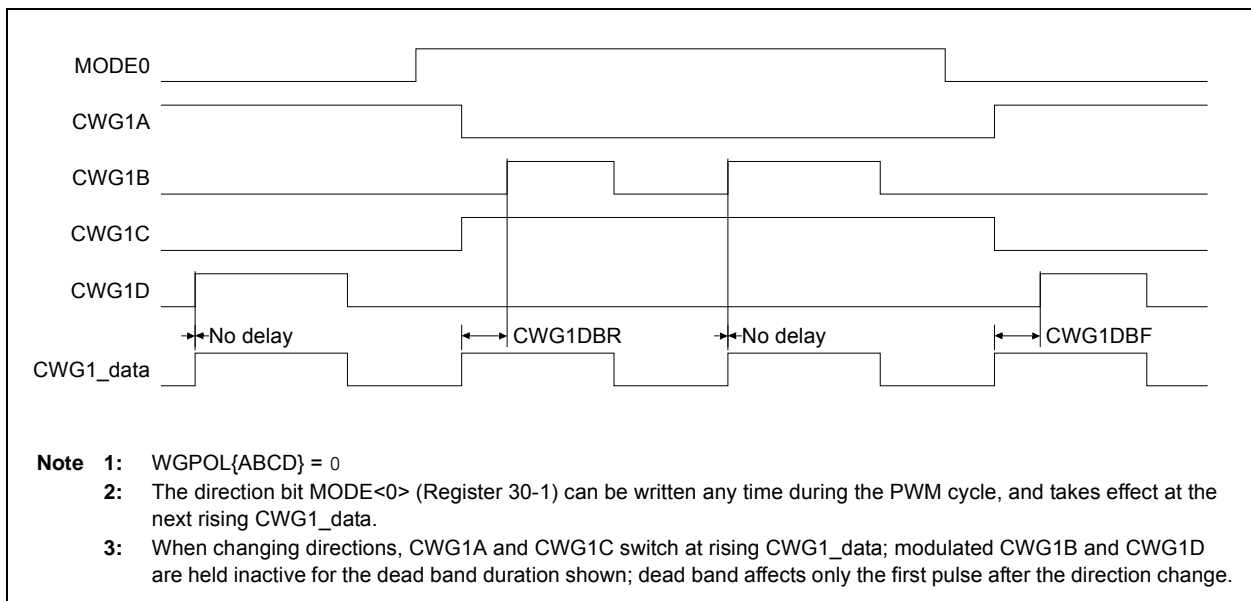 MODE0
CWG1A
CWG1B
CWG1C
CWG1D
No delay CWG1DBR No delay CWG1DBF
CWG1_data
Note 1: WGPOL{ABCD} = 0
2: The direction bit MODE<0> (Register 30-1) can be written any time during the PWM cycle, and takes effect at the
next rising CWG1_data.
3: When changing directions, CWG1A and CWG1C switch at rising CWG1_data; modulated CWG1B and CWG1D
are held inactive for the dead band duration shown; dead band affects only the first pulse after the direction change.